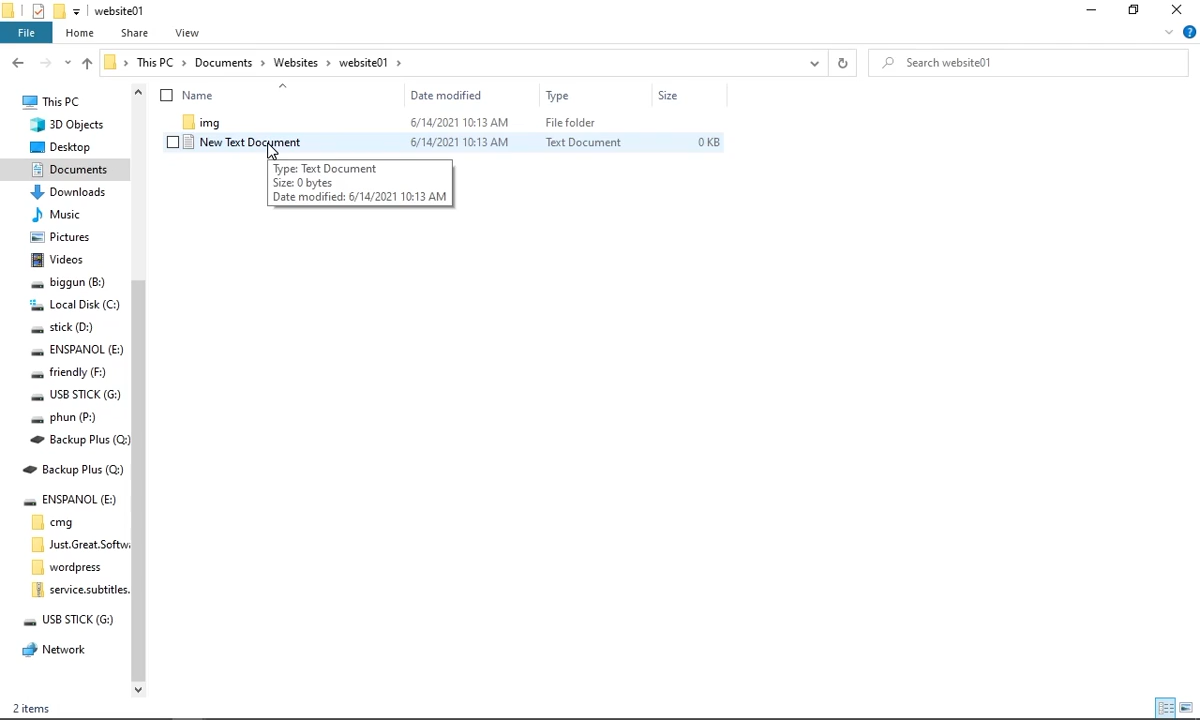 website01
File Home Share View
This PC Documents Websites website01
Search website01
Name Date modified Type Size
img 6/14/2021 10:13 AM File folder
New Text Document 6/14/2021 10:13 AM Text Document 0 KB
Type: Text Document
Size: 0 bytes
Date modified: 6/14/2021 10:13 AM
This PC
3D Objects
Desktop
Documents
Downloads
Music
Pictures
Videos
biggun (B:)
Local Disk (C:)
stick (D:)
ENSPANOL (E:)
friendly (F:)
USB STICK (G:)
phun (P:)
Backup Plus (Q:)
Backup Plus (Q:)
ENSPANOL (E:)
cmg
Just.Great.Softwa
wordpress
service.subtitles.
USB STICK (G:)
Network
2 items